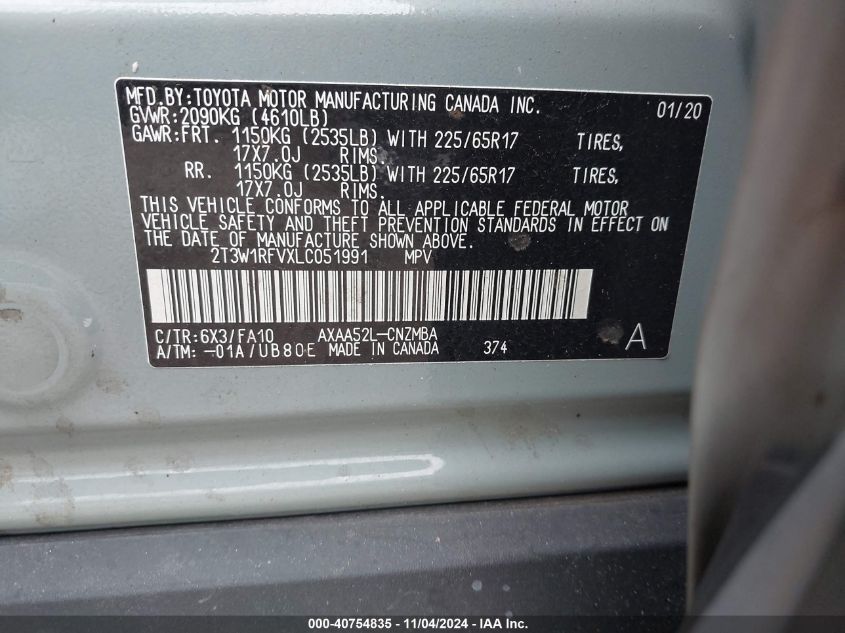 MFD.BY:TOYOTA MOTOR MANUFACTURING CANADA INC. 01/20
GVWR:2090KG (4610LB)
GAWR:FRT. 1150KG (2535LB) WITH 225/65R17 TIRES,
17X7.0J RIMS.
RR. 1150KG (2535LB) WITH 225/65R17 TIRES,
17X7.0J RIMS.
THIS VEHICLE CONFORMS TO ALL APPLICABLE FEDERAL MOTOR
VEHICLE SAFETY AND THEFT PREVENTION STANDARDS IN EFFECT ON
THE DATE OF MANUFACTURE SHOWN ABOVE.
2T3W1RFVXLC051991 MPV
C/TR:6X3/FA10 AXAA52L-CNZMBA
A/TM: -01A/UB80E MADE IN CANADA 374 A
000-40754835 - 11/04/2024 - IAA Inc.